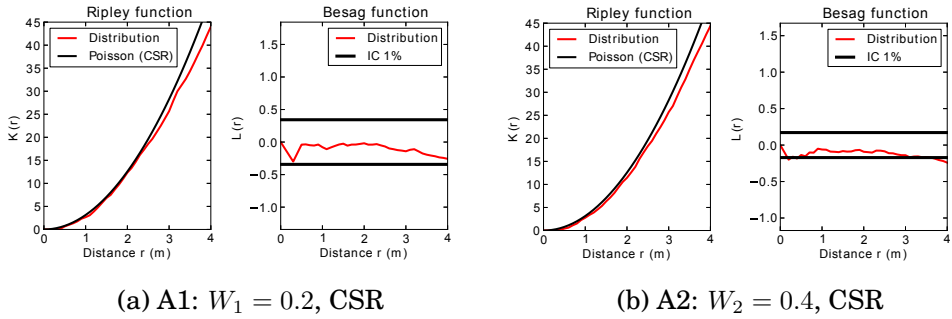 Ripley function
45
40
35
30
25
20
15
10
5
0
K (r)
Distribution
Poisson (CSR)
0 1 2 3 4
Distance r (m)
Besag function
1.5
1.0
0.5
0.0
−0.5
−1.0
L (r)
Distribution
IC 1%
0 1 2 3 4
Distance r (m)
(a) A1: W₁ = 0.2, CSR
Ripley function
45
40
35
30
25
20
15
10
5
0
K (r)
Distribution
Poisson (CSR)
0 1 2 3 4
Distance r (m)
Besag function
1.5
1.0
0.5
0.0
−0.5
−1.0
L (r)
Distribution
IC 1%
0 1 2 3 4
Distance r (m)
(b) A2: W₂ = 0.4, CSR